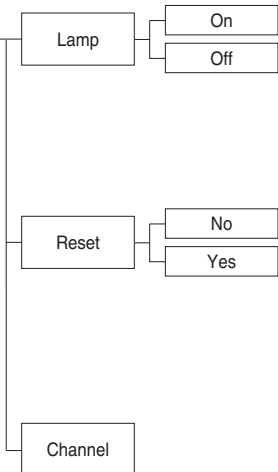 Lamp
On
Off
Reset
No
Yes
Channel